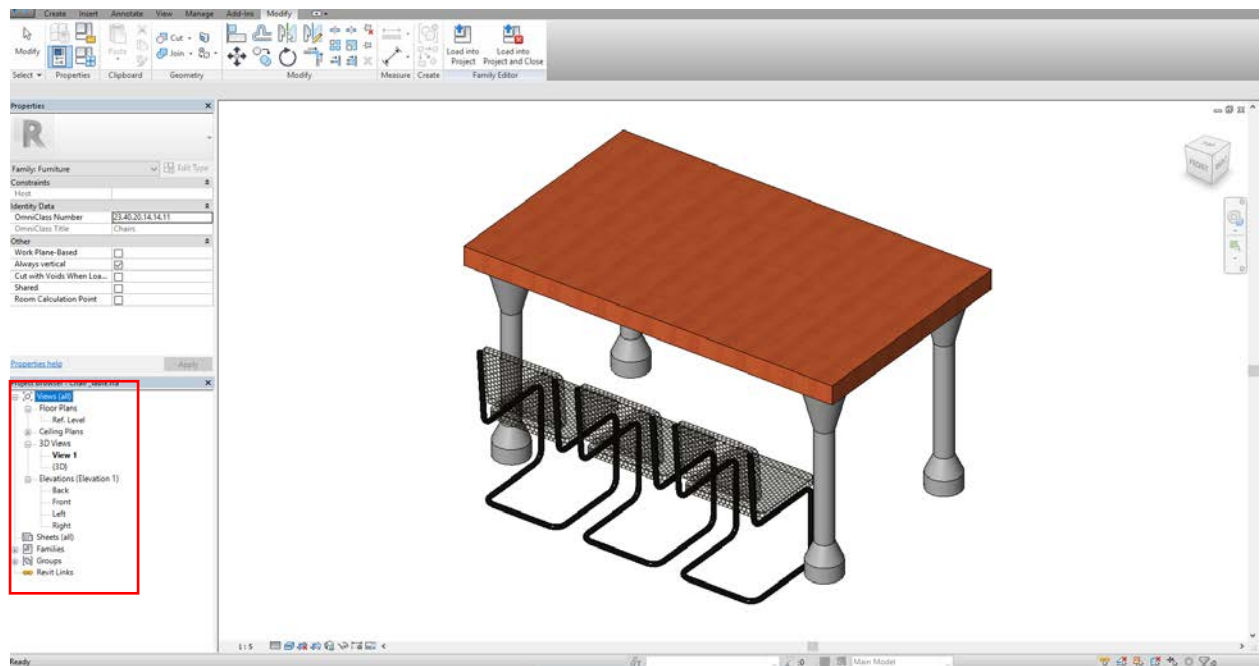 Create Insert Annotate View Manage Add-Ins Modify
Modify
Paste
Cut
Join
Load into Project
Load into Project and Close
Select Properties Clipboard Geometry Modify Measure Create Family Editor
Properties
R
Family: Furniture Edit Type
Constraints
Host
Identity Data
OmniClass Number 23.40.20.14.14.11
OmniClass Title Chairs
Other
Work Plane-Based
Always vertical
Cut with Voids When Loa...
Shared
Room Calculation Point
Properties help Apply
Views (all)
Floor Plans
Ref. Level
Ceiling Plans
3D Views
View 1
{3D}
Elevations (Elevation 1)
Back
Front
Left
Right
Sheets (all)
Families
Groups
Revit Links
FRONT
1:5
Ready :0 Main Model